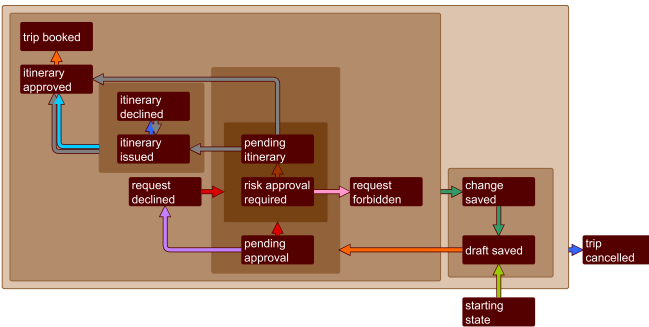 trip booked
itinerary
approved
itinerary
declined
itinerary
issued
pending
itinerary
request
declined
risk approval
required
request
forbidden
change
saved
pending
approval
draft saved
trip
cancelled
starting
state